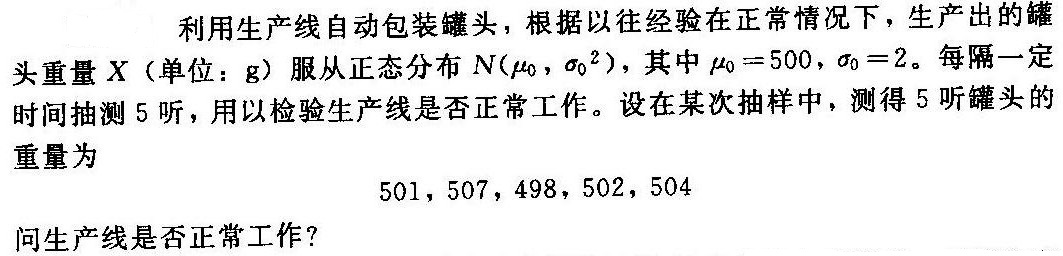 利用生产线自动包装罐头，根据以往经验在正常情况下，生产出的罐
头重量 X（单位：g）服从正态分布 N(μ₀, σ₀²)，其中 μ₀=500，σ₀=2。每隔一定
时间抽测 5 听，用以检验生产线是否正常工作。设在某次抽样中，测得 5 听罐头的
重量为
501, 507, 498, 502, 504
问生产线是否正常工作？